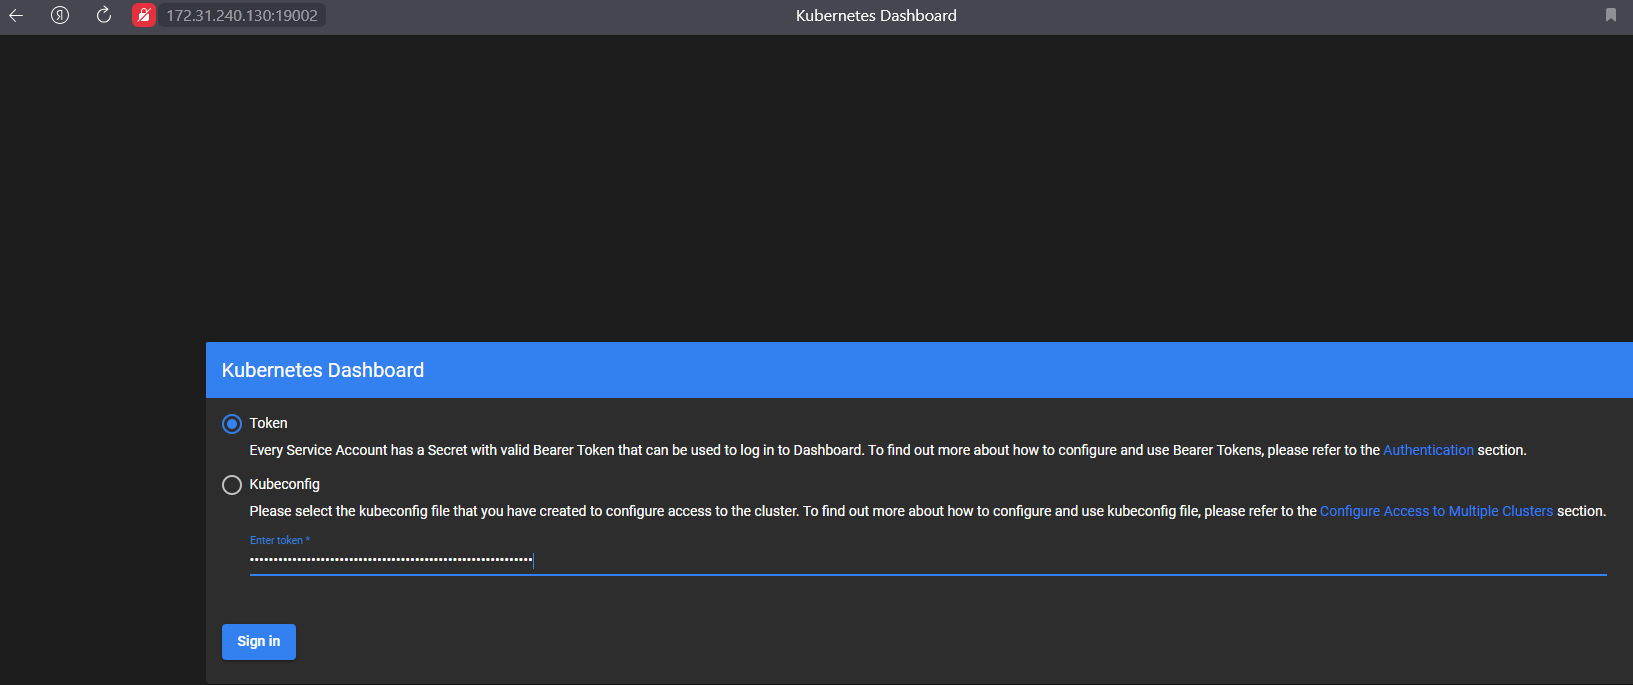 172.31.240.130:19002 Kubernetes Dashboard
Kubernetes Dashboard
Token
Every Service Account has a Secret with valid Bearer Token that can be used to log in to Dashboard. To find out more about how to configure and use Bearer Tokens, please refer to the Authentication section.
Kubeconfig
Please select the kubeconfig file that you have created to configure access to the cluster. To find out more about how to configure and use kubeconfig file, please refer to the Configure Access to Multiple Clusters section.
Enter token *
Sign in